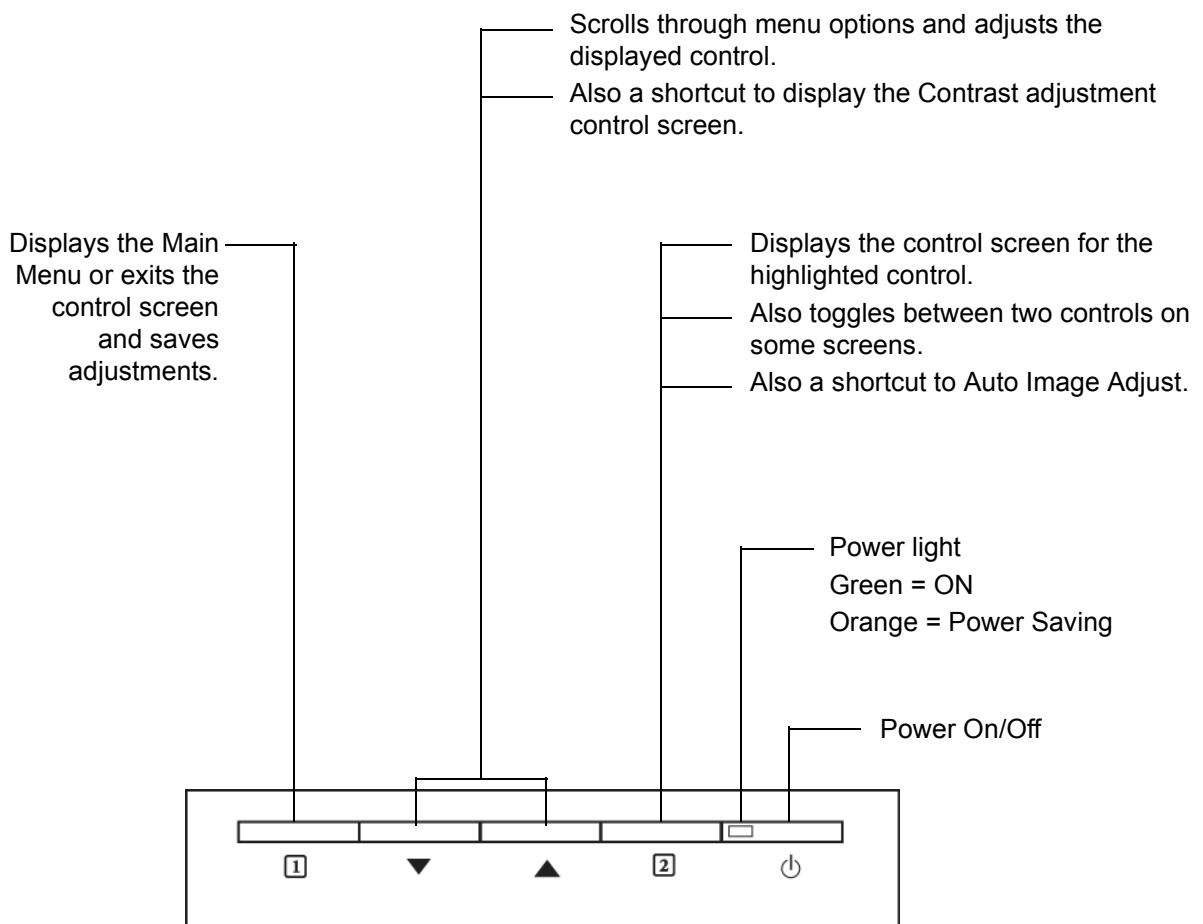 Scrolls through menu options and adjusts the
displayed control.
Also a shortcut to display the Contrast adjustment
control screen.
Displays the Main
Menu or exits the
control screen
and saves
adjustments.
Displays the control screen for the
highlighted control.
Also toggles between two controls on
some screens.
Also a shortcut to Auto Image Adjust.
Power light
Green = ON
Orange = Power Saving
Power On/Off
1 ▼ ▲ 2 ⏻